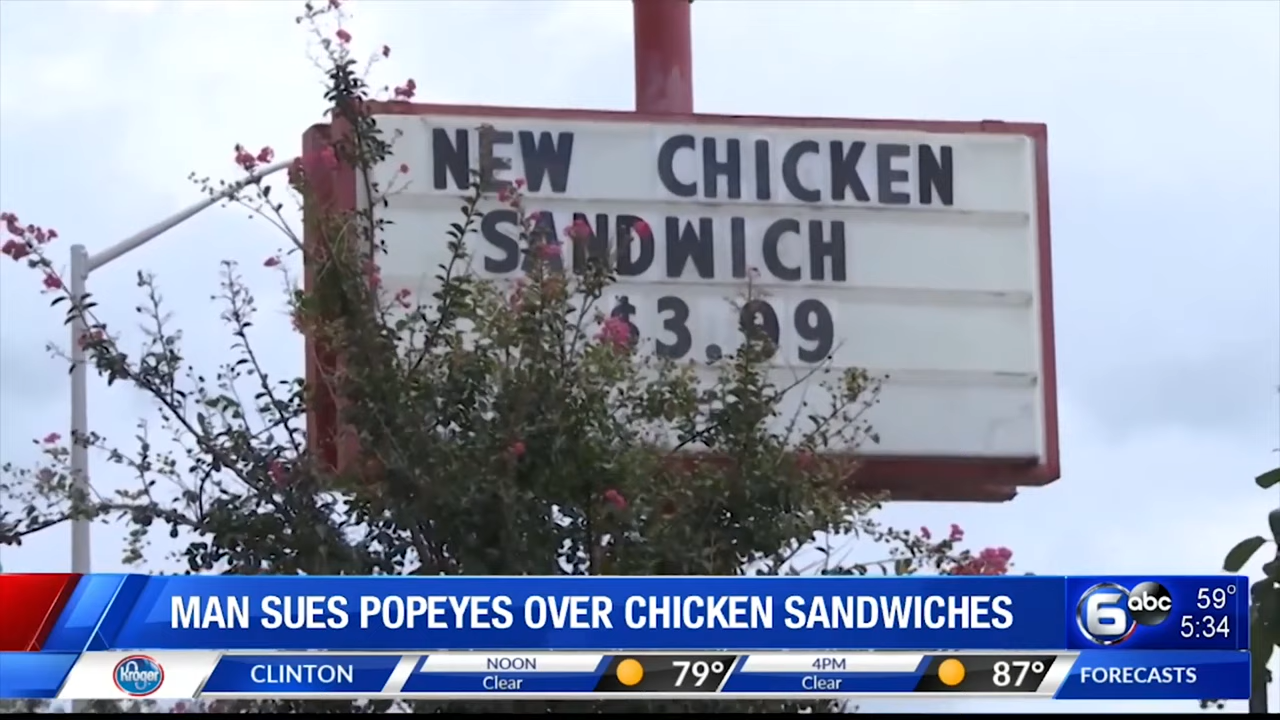 NEW CHICKEN
SANDWICH
$3.99
MAN SUES POPEYES OVER CHICKEN SANDWICHES
6 abc
59°
5:34
Kroger
CLINTON
NOON
Clear
79°
4PM
Clear
87°
FORECASTS